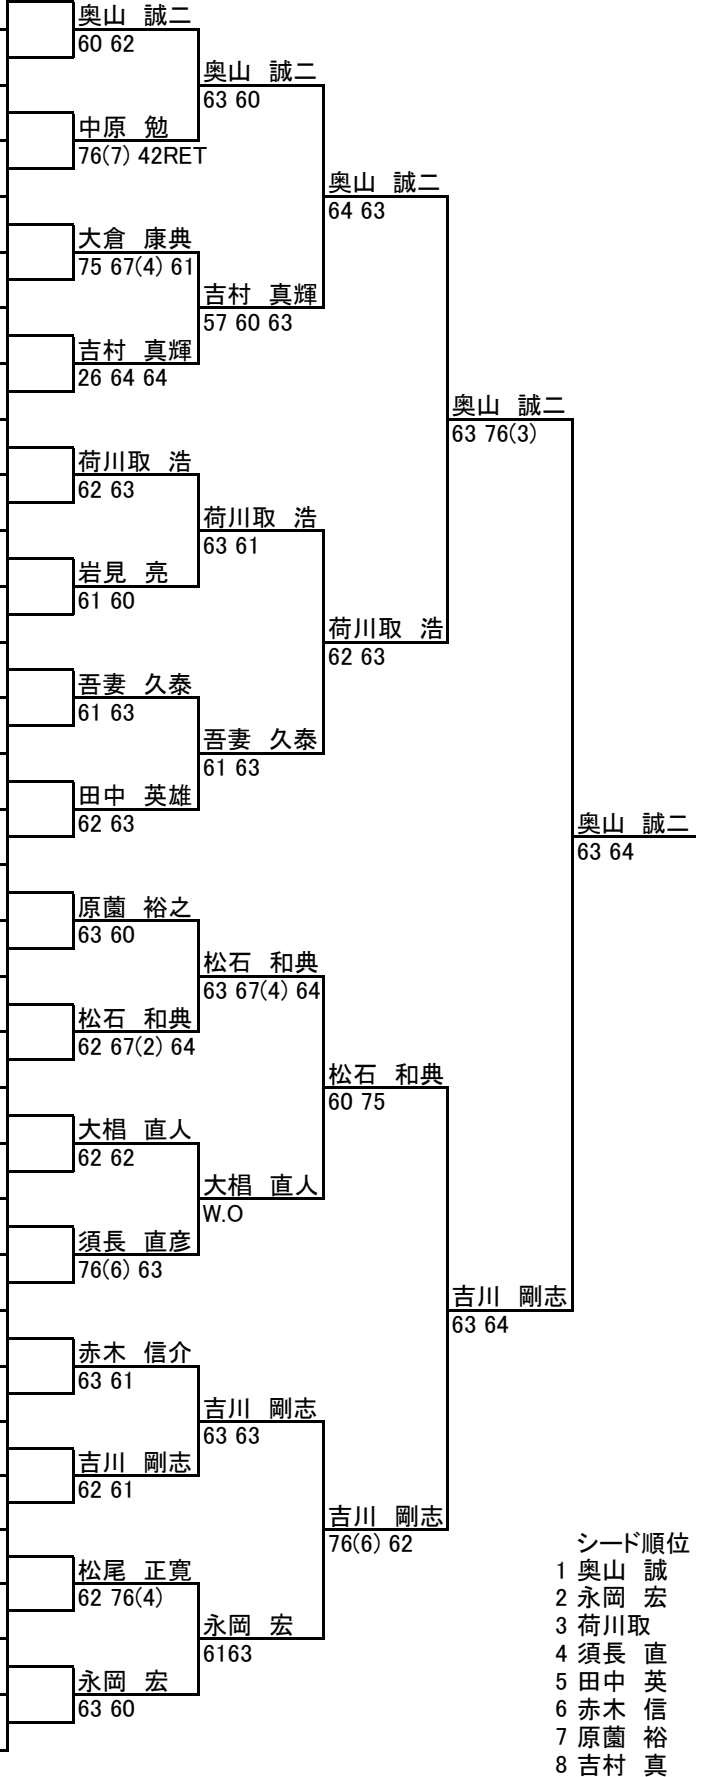 奥山　誠二
60 62
奥山　誠二
63 60
中原　勉
76(7) 42RET
奥山　誠二
64 63
大倉　康典
75 67(4) 61
吉村　真輝
57 60 63
吉村　真輝
26 64 64
奥山　誠二
63 76(3)
荷川取　浩
62 63
荷川取　浩
63 61
岩見　亮
61 60
荷川取　浩
62 63
吾妻　久泰
61 63
吾妻　久泰
61 63
田中　英雄
62 63
奥山　誠二
63 64
原薗　裕之
63 60
松石　和典
63 67(4) 64
松石　和典
62 67(2) 64
松石　和典
60 75
大椙　直人
62 62
大椙　直人
W.O
須長　直彦
76(6) 63
吉川　剛志
63 64
赤木　信介
63 61
吉川　剛志
63 63
吉川　剛志
62 61
吉川　剛志
76(6) 62
松尾　正寛
62 76(4)
永岡　宏
6163
永岡　宏
63 60
シード順位
1 奥山　誠
2 永岡　宏
3 荷川取
4 須長　直
5 田中　英
6 赤木　信
7 原薗　裕
8 吉村　真